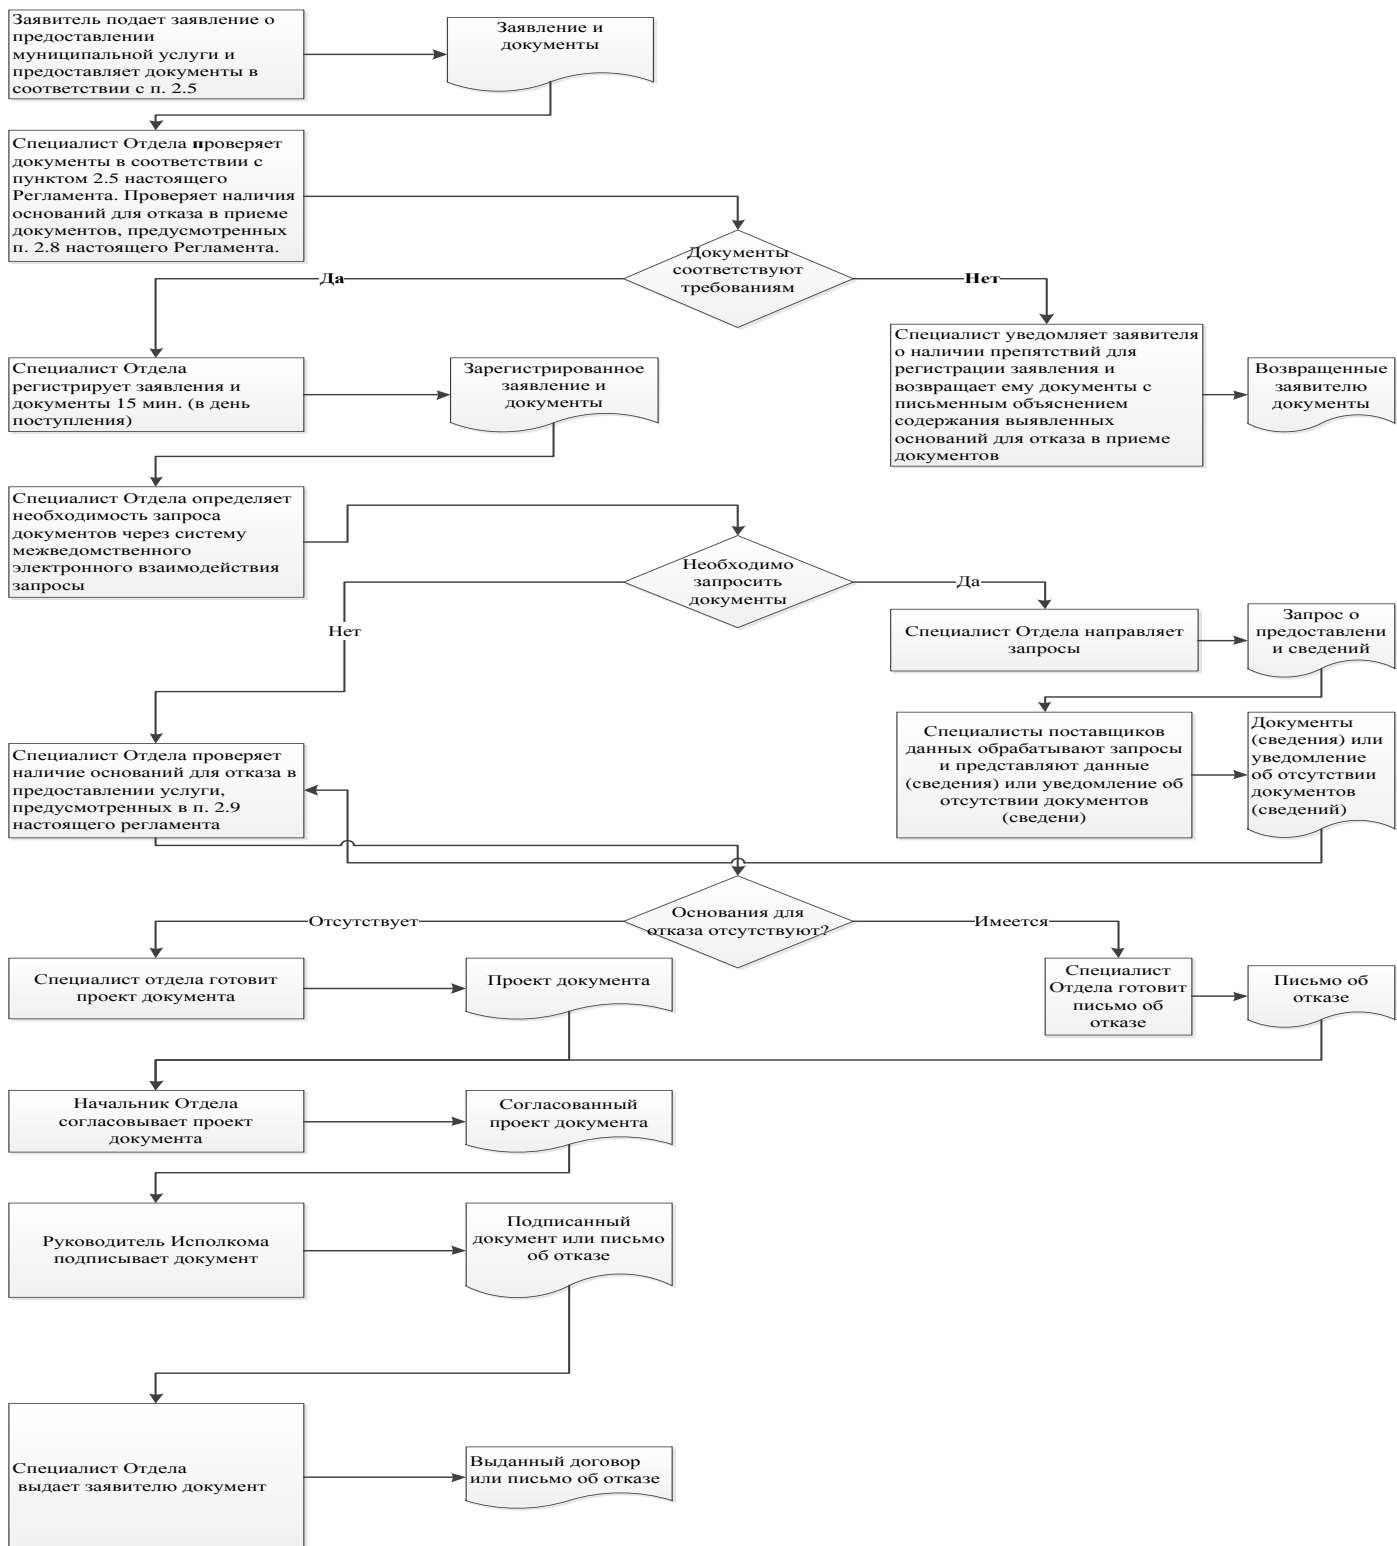 Заявитель подает заявление о
предоставлении
муниципальной услуги и
предоставляет документы в
соответствии с п. 2.5
Заявление и
документы
Специалист Отдела проверяет
документы в соответствии с
пунктом 2.5 настоящего
Регламента. Проверяет наличия
оснований для отказа в приеме
документов, предусмотренных
п. 2.8 настоящего Регламента.
Документы
соответствуют
требованиям
Да
Нет
Специалист Отдела
регистрирует заявления и
документы 15 мин. (в день
поступления)
Зарегистрированное
заявление и
документы
Специалист уведомляет заявителя
о наличии препятствий для
регистрации заявления и
возвращает ему документы с
письменным объяснением
содержания выявленных
оснований для отказа в приеме
документов
Возвращенные
заявителю
документы
Специалист Отдела определяет
необходимость запроса
документов через систему
межведомственного
электронного взаимодействия
запросы
Необходимо
запросить
документы
Да
Нет
Специалист Отдела направляет
запросы
Запрос о
предоставлени
и сведений
Специалисты поставщиков
данных обрабатывают запросы
и представляют данные
(сведения) или уведомление об
отсутствии документов
(сведени)
Документы
(сведения) или
уведомление
об отсутствии
документов
(сведений)
Специалист Отдела проверяет
наличие оснований для отказа в
предоставлении услуги,
предусмотренных в п. 2.9
настоящего регламента
Основания для
отказа отсутствуют?
Отсутствует
Имеется
Специалист отдела готовит
проект документа
Проект документа
Специалист
Отдела готовит
письмо об
отказе
Письмо об
отказе
Начальник Отдела
согласовывает проект
документа
Согласованный
проект документа
Руководитель Исполкома
подписывает документ
Подписанный
документ или письмо
об отказе
Специалист Отдела
выдает заявителю документ
Выданный договор
или письмо об отказе